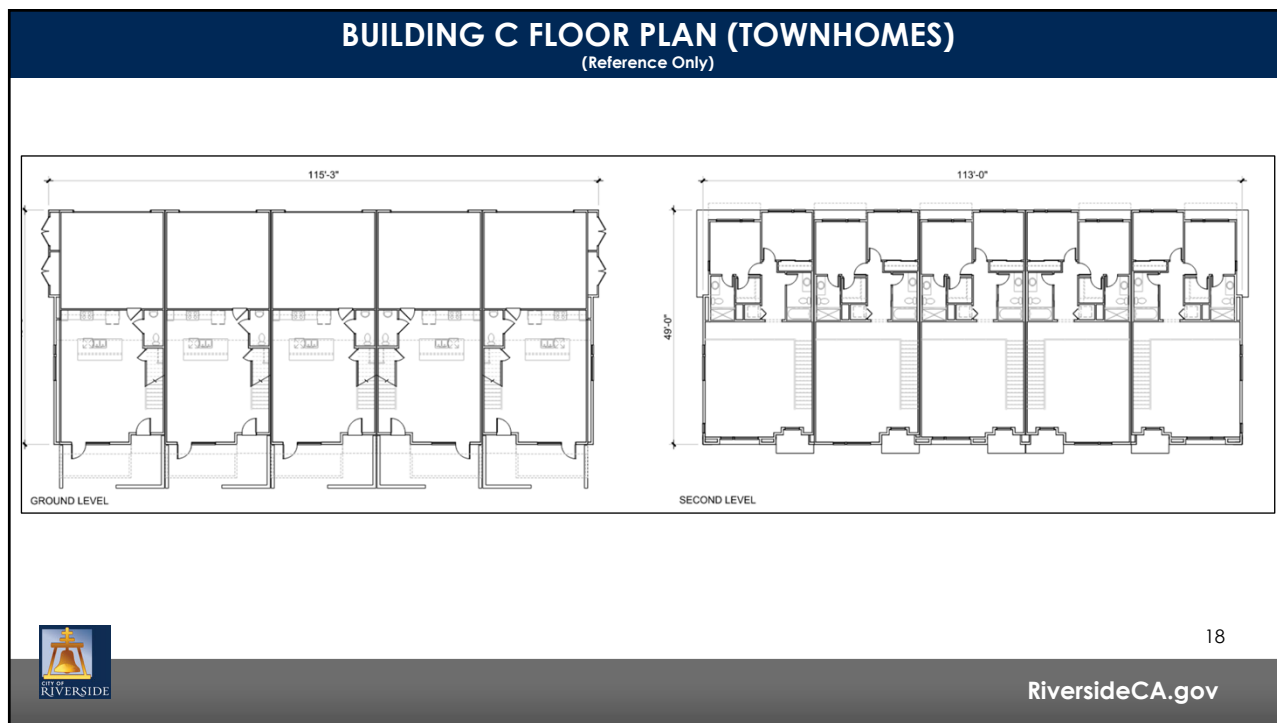 BUILDING C FLOOR PLAN (TOWNHOMES)
(Reference Only)
115'-3"
113'-0"
49'-0"
GROUND LEVEL
SECOND LEVEL
18
CITY OF
RIVERSIDE
RiversideCA.gov